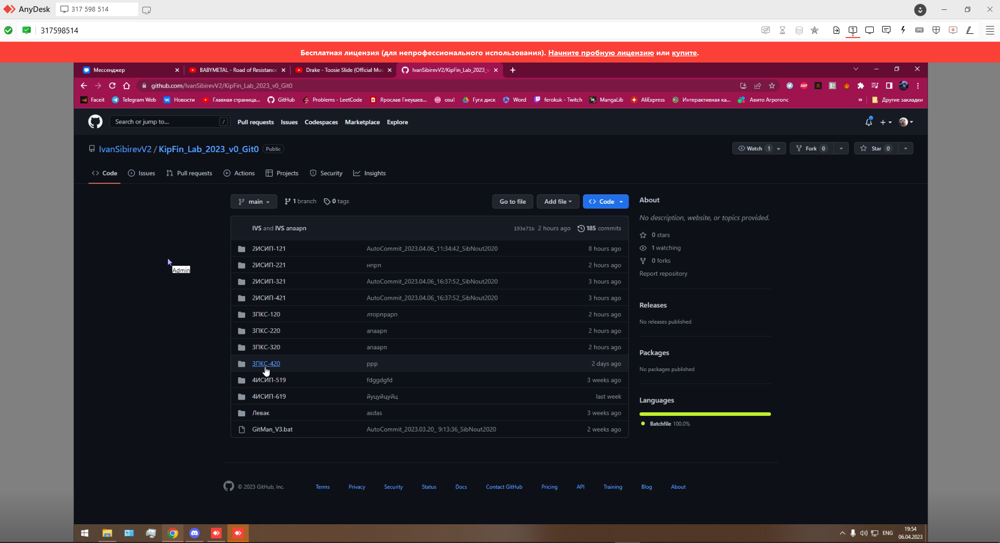 AnyDesk 317 598 514
317598514
Бесплатная лицензия (для непрофессионального использования). Начните пробную лицензию или купите.
Мессенджер BABYMETAL - Road of Resistance Drake - Toosie Slide (Official Mus IvanSibirevV2/KipFin_Lab_2023_v
github.com/IvanSibirevV2/KipFin_Lab_2023_v0_Git0
Faceit Telegram Web Новости Главная страница... GitHub Problems - LeetCode Ярослав Гнеушев... osu! Гугл диск Word ferokuk - Twitch MangaLib AliExpress Интерактивная ка... Авито Агротопс » Другие закладки
Search or jump to... / Pull requests Issues Codespaces Marketplace Explore
IvanSibirevV2 / KipFin_Lab_2023_v0_Git0 Public Watch 1 Fork 0 Star 0
Code Issues Pull requests Actions Projects Security Insights
main 1 branch 0 tags Go to file Add file Code
IVS and IVS апаарп 193e71b 2 hours ago 185 commits
2ИСИП-121 AutoCommit_2023.04.06_11:34:42_SibNout2020 8 hours ago
2ИСИП-221 нпрп 2 hours ago
2ИСИП-321 AutoCommit_2023.04.06_16:37:52_SibNout2020 3 hours ago
2ИСИП-421 AutoCommit_2023.04.06_16:37:52_SibNout2020 3 hours ago
3ПКС-120 лторпрарп 2 hours ago
3ПКС-220 апаарп 2 hours ago
3ПКС-320 апаарп 2 hours ago
3ПКС-420 ррр 2 days ago
4ИСИП-519 fdggdgfd 3 weeks ago
4ИСИП-619 йуцуйцуйц last week
Левак asdas 3 weeks ago
GitMan_V3.bat AutoCommit_2023.03.20_ 9:13:36_SibNout2020 2 weeks ago
About
No description, website, or topics provided.
0 stars
1 watching
0 forks
Report repository
Releases
No releases published
Packages
No packages published
Languages
Batchfile 100.0%
Admin
© 2023 GitHub, Inc. Terms Privacy Security Status Docs Contact GitHub Pricing API Training Blog About
ENG 19:54
06.04.2023